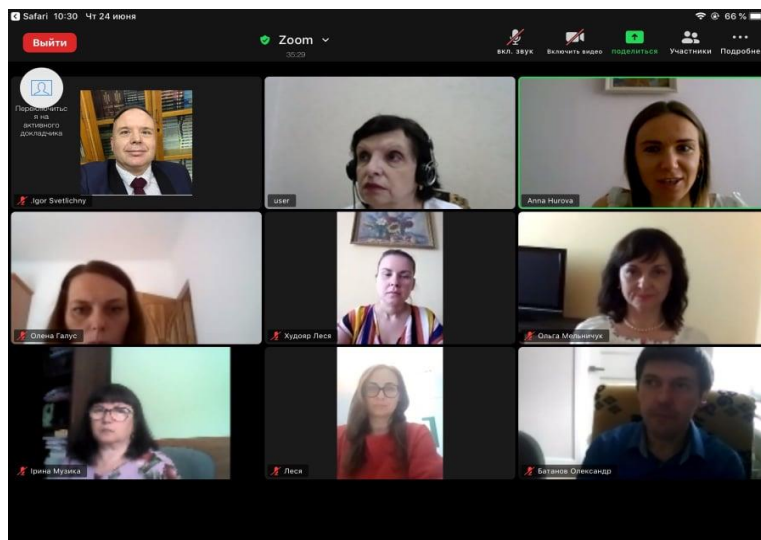 Safari 10:30 Чт 24 июня
66 %
Выйти
Zoom
35:29
вкл. звук
Включить видео
поделиться
Участники
Подробнее
Переключитьс
я на
активного
докладчика
.Igor Svetlichny
user
Anna Hurova
Олена Галус
Худояр Леся
Ольга Мельничук
Ірина Музика
Леся
Батанов Олександр